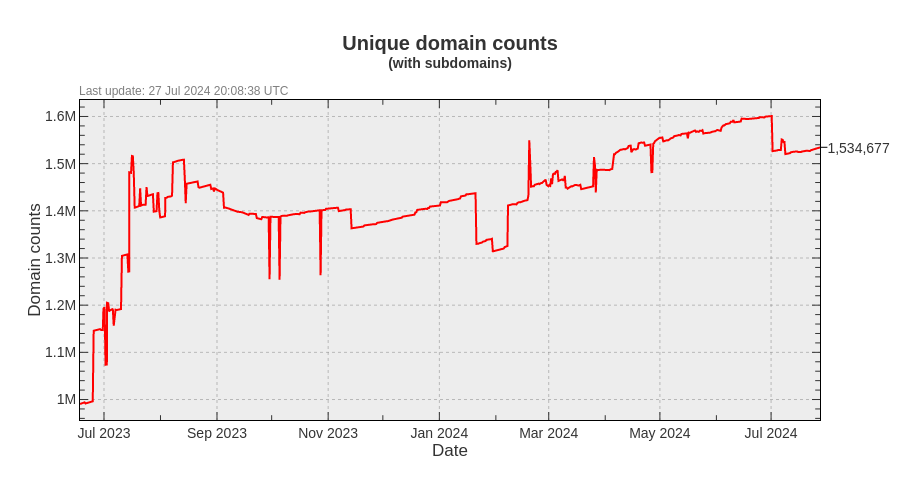 Unique domain counts
(with subdomains)
Last update: 27 Jul 2024 20:08:38 UTC
1.6M
1.5M
1,534,677
1.4M
1.3M
1.2M
1.1M
1M
Domain counts
Jul 2023 Sep 2023 Nov 2023 Jan 2024 Mar 2024 May 2024 Jul 2024
Date